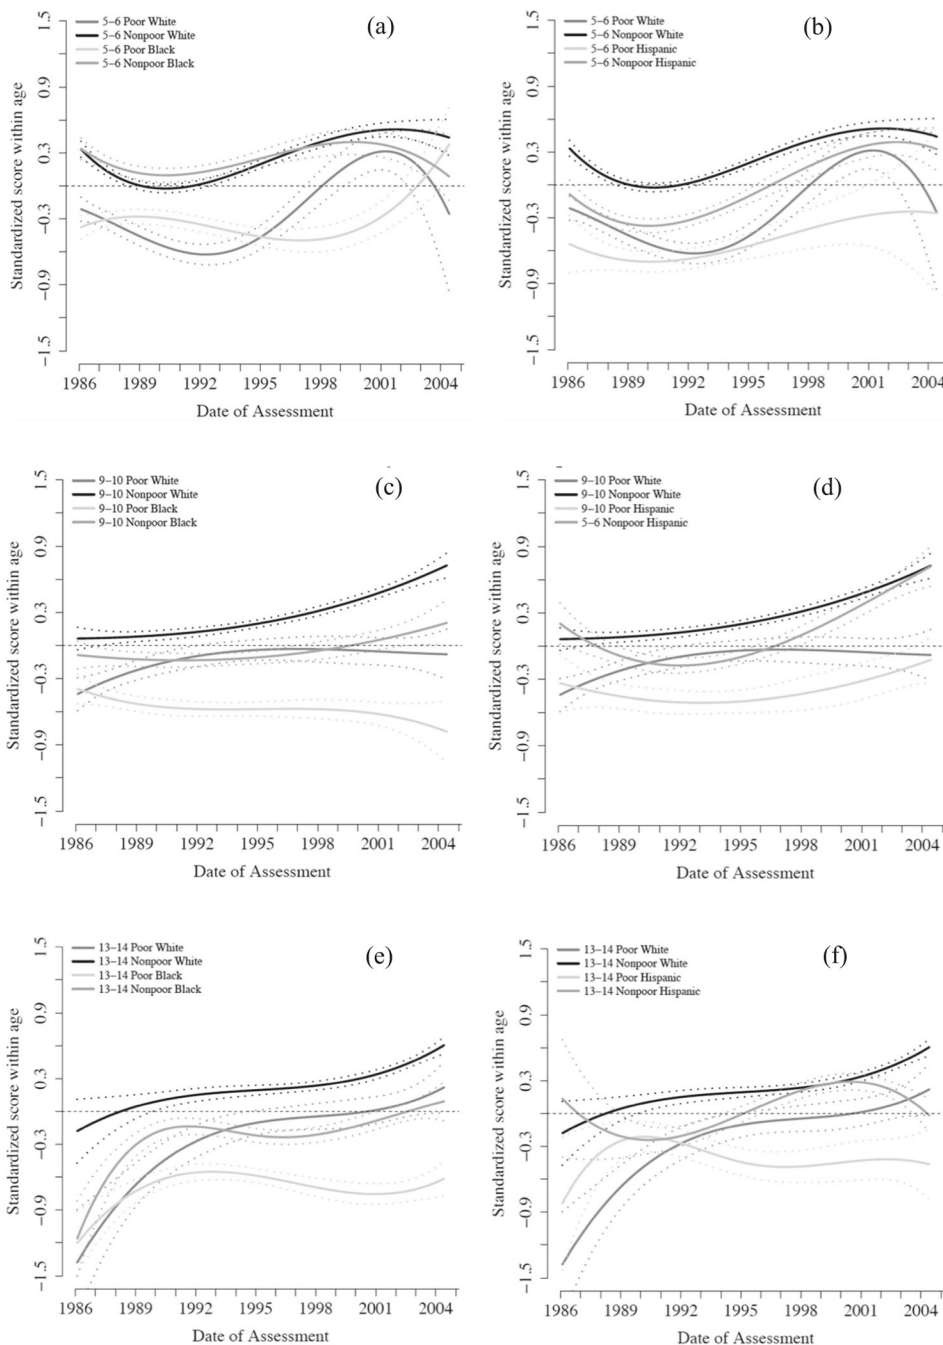 (a)
5–6 Poor White
5–6 Nonpoor White
5–6 Poor Black
5–6 Nonpoor Black
Standardized score within age
1.5
0.9
0.3
−0.3
−0.9
−1.5
1986 1989 1992 1995 1998 2001 2004
Date of Assessment
(b)
5–6 Poor White
5–6 Nonpoor White
5–6 Poor Hispanic
5–6 Nonpoor Hispanic
Standardized score within age
1.5
0.9
0.3
−0.3
−0.9
−1.5
1986 1989 1992 1995 1998 2001 2004
Date of Assessment
(c)
9–10 Poor White
9–10 Nonpoor White
9–10 Poor Black
9–10 Nonpoor Black
Standardized score within age
1.5
0.9
0.3
−0.3
−0.9
−1.5
1986 1989 1992 1995 1998 2001 2004
Date of Assessment
(d)
9–10 Poor White
9–10 Nonpoor White
9–10 Poor Hispanic
5–6 Nonpoor Hispanic
Standardized score within age
1.5
0.9
0.3
−0.3
−0.9
−1.5
1986 1989 1992 1995 1998 2001 2004
Date of Assessment
(e)
13–14 Poor White
13–14 Nonpoor White
13–14 Poor Black
13–14 Nonpoor Black
Standardized score within age
1.5
0.9
0.3
−0.3
−0.9
−1.5
1986 1989 1992 1995 1998 2001 2004
Date of Assessment
(f)
13–14 Poor White
13–14 Nonpoor White
13–14 Poor Hispanic
13–14 Nonpoor Hispanic
Standardized score within age
1.5
0.9
0.3
−0.3
−0.9
−1.5
1986 1989 1992 1995 1998 2001 2004
Date of Assessment